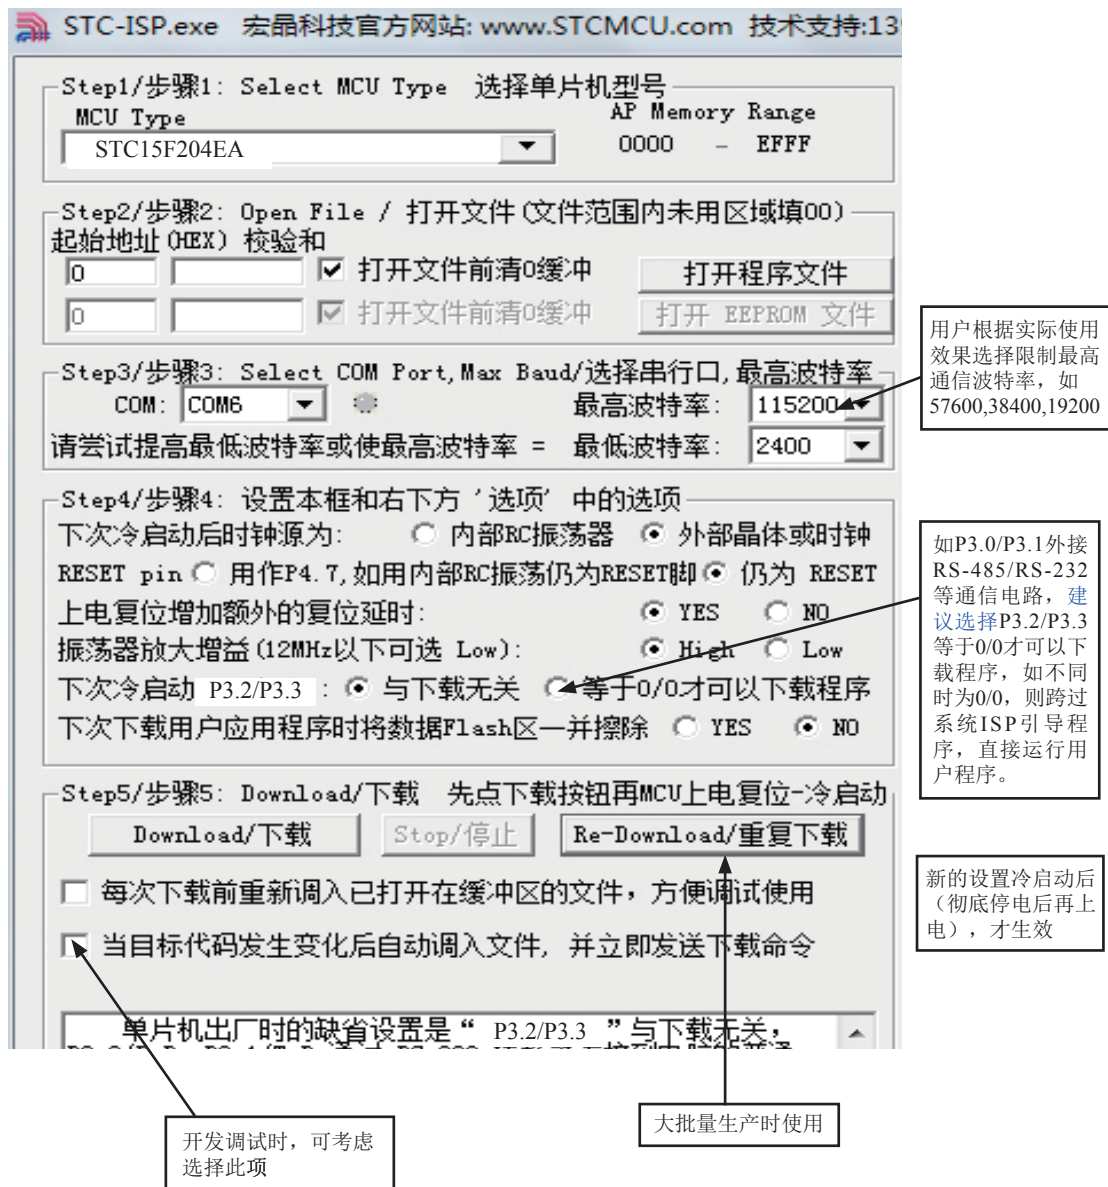 STC-ISP.exe 宏晶科技官方网站: www.STCMCU.com 技术支持:13
Step1/步骤1: Select MCU Type 选择单片机型号
MCU Type AP Memory Range
STC15F204EA 0000 - EFFF
Step2/步骤2: Open File / 打开文件(文件范围内未用区域填00)
起始地址(HEX) 校验和
0 打开文件前清0缓冲 打开程序文件
0 打开文件前清0缓冲 打开 EEPROM 文件
用户根据实际使用
效果选择限制最高
通信波特率，如
57600,38400,19200
Step3/步骤3: Select COM Port,Max Baud/选择串行口,最高波特率
COM: COM6 最高波特率: 115200
请尝试提高最低波特率或使最高波特率 = 最低波特率: 2400
Step4/步骤4: 设置本框和右下方 '选项' 中的选项
下次冷启动后时钟源为: 内部RC振荡器 外部晶体或时钟
RESET pin 用作P4.7,如用内部RC振荡仍为RESET脚 仍为 RESET
上电复位增加额外的复位延时: YES NO
振荡器放大增益(12MHz以下可选 Low): High Low
下次冷启动 P3.2/P3.3 : 与下载无关 等于0/0才可以下载程序
下次下载用户应用程序时将数据Flash区一并擦除 YES NO
如P3.0/P3.1外接
RS-485/RS-232
等通信电路，建
议选择P3.2/P3.3
等于0/0才可以下
载程序，如不同
时为0/0，则跨过
系统ISP引导程
序，直接运行用
户程序。
Step5/步骤5: Download/下载 先点下载按钮再MCU上电复位-冷启动
Download/下载 Stop/停止 Re-Download/重复下载
每次下载前重新调入已打开在缓冲区的文件，方便调试使用
当目标代码发生变化后自动调入文件, 并立即发送下载命令
新的设置冷启动后
（彻底停电后再上
电），才生效
单片机出厂时的缺省设置是“ P3.2/P3.3 ”与下载无关，
大批量生产时使用
开发调试时，可考虑
选择此项